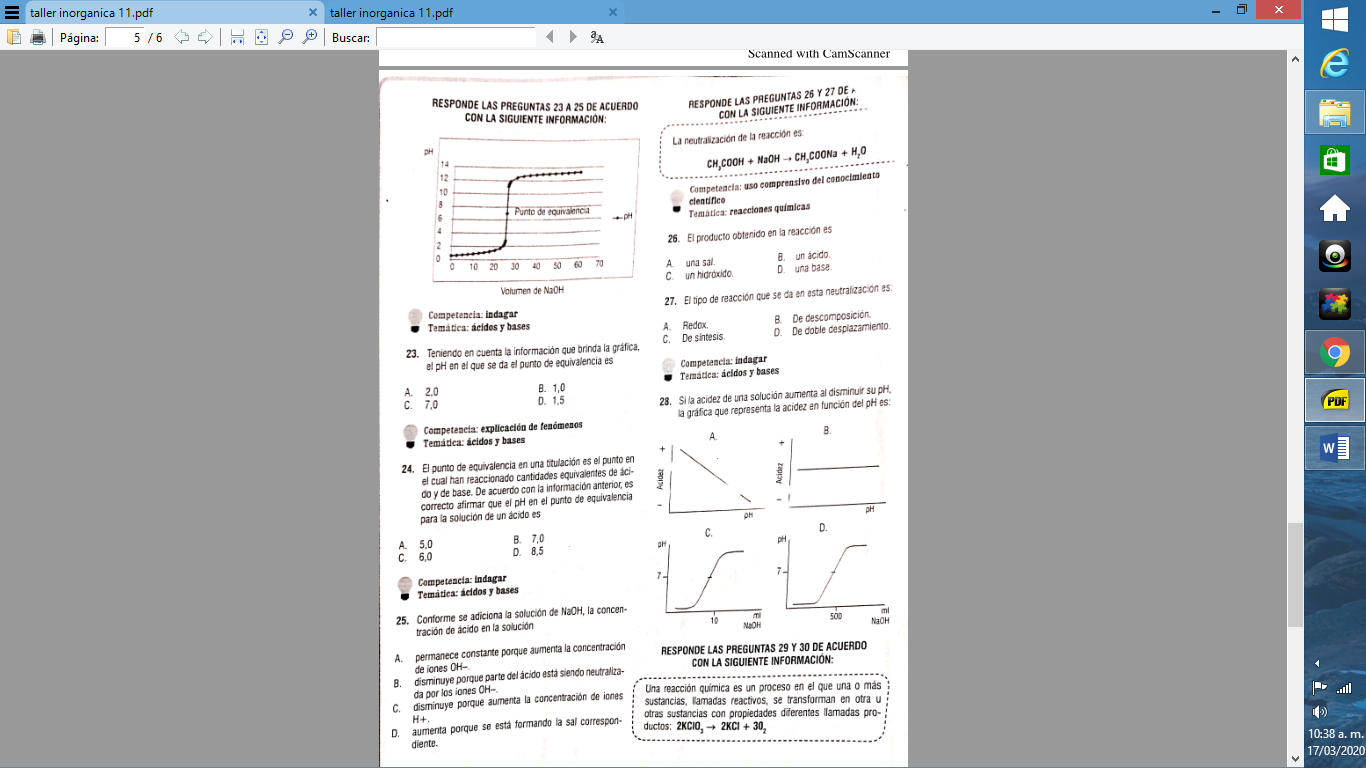 taller inorganica 11.pdf
taller inorganica 11.pdf
Página: 5 / 6 Buscar:
Scanned with CamScanner
RESPONDE LAS PREGUNTAS 23 A 25 DE ACUERDO
CON LA SIGUIENTE INFORMACIÓN:
pH
14
12
10
8
6
4
2
0
Punto de equivalencia
pH
0 10 20 30 40 50 60 70
Volumen de NaOH
Competencia: indagar
Temática: ácidos y bases
23. Teniendo en cuenta la información que brinda la gráfica,
el pH en el que se da el punto de equivalencia es
A. 2,0 B. 1,0
C. 7,0 D. 1,5
Competencia: explicación de fenómenos
Temática: ácidos y bases
24. El punto de equivalencia en una titulación es el punto en
el cual han reaccionado cantidades equivalentes de áci-
do y de base. De acuerdo con la información anterior, es
correcto afirmar que el pH en el punto de equivalencia
para la solución de un ácido es
A. 5,0 B. 7,0
C. 6,0 D. 8,5
Competencia: indagar
Temática: ácidos y bases
25. Conforme se adiciona la solución de NaOH, la concen-
tración de ácido en la solución
A. permanece constante porque aumenta la concentración
de iones OH–.
B. disminuye porque parte del ácido está siendo neutraliza-
da por los iones OH–.
C. disminuye porque aumenta la concentración de iones
H+.
D. aumenta porque se está formando la sal correspon-
diente.
RESPONDE LAS PREGUNTAS 26 Y 27 DE
CON LA SIGUIENTE INFORMACIÓN:
La neutralización de la reacción es:
CH₃COOH + NaOH → CH₃COONa + H₂O
Competencia: uso comprensivo del conocimiento
científico
Temática: reacciones químicas
26. El producto obtenido en la reacción es
A. una sal. B. un ácido.
C. un hidróxido. D. una base.
27. El tipo de reacción que se da en esta neutralización es:
A. Redox. B. De descomposición.
C. De síntesis. D. De doble desplazamiento.
Competencia: indagar
Temática: ácidos y bases
28. Si la acidez de una solución aumenta al disminuir su pH,
la gráfica que representa la acidez en función del pH es:
A. B.
+ Acidez – pH
+ Acidez – pH
C. D.
pH 7 10 ml NaOH
pH 7 500 ml NaOH
RESPONDE LAS PREGUNTAS 29 Y 30 DE ACUERDO
CON LA SIGUIENTE INFORMACIÓN:
Una reacción química es un proceso en el que una o más
sustancias, llamadas reactivos, se transforman en otra u
otras sustancias con propiedades diferentes llamadas pro-
ductos: 2KClO₃ → 2KCl + 3O₂
PDF
10:38 a. m.
17/03/2020